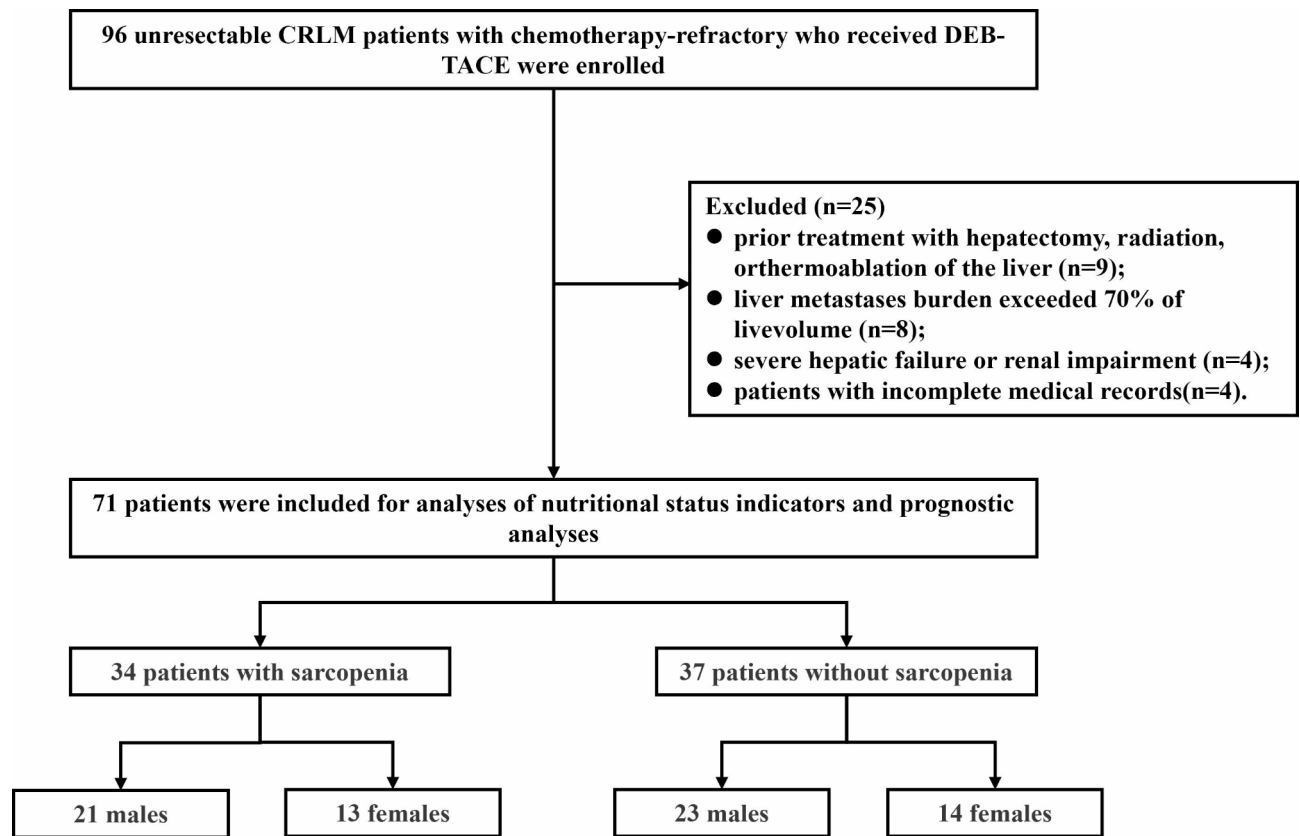 96 unresectable CRLM patients with chemotherapy-refractory who received DEB-
TACE were enrolled
Excluded (n=25)
● prior treatment with hepatectomy, radiation,
orthermoablation of the liver (n=9);
● liver metastases burden exceeded 70% of
livevolume (n=8);
● severe hepatic failure or renal impairment (n=4);
● patients with incomplete medical records(n=4).
71 patients were included for analyses of nutritional status indicators and prognostic
analyses
34 patients with sarcopenia
37 patients without sarcopenia
21 males
13 females
23 males
14 females